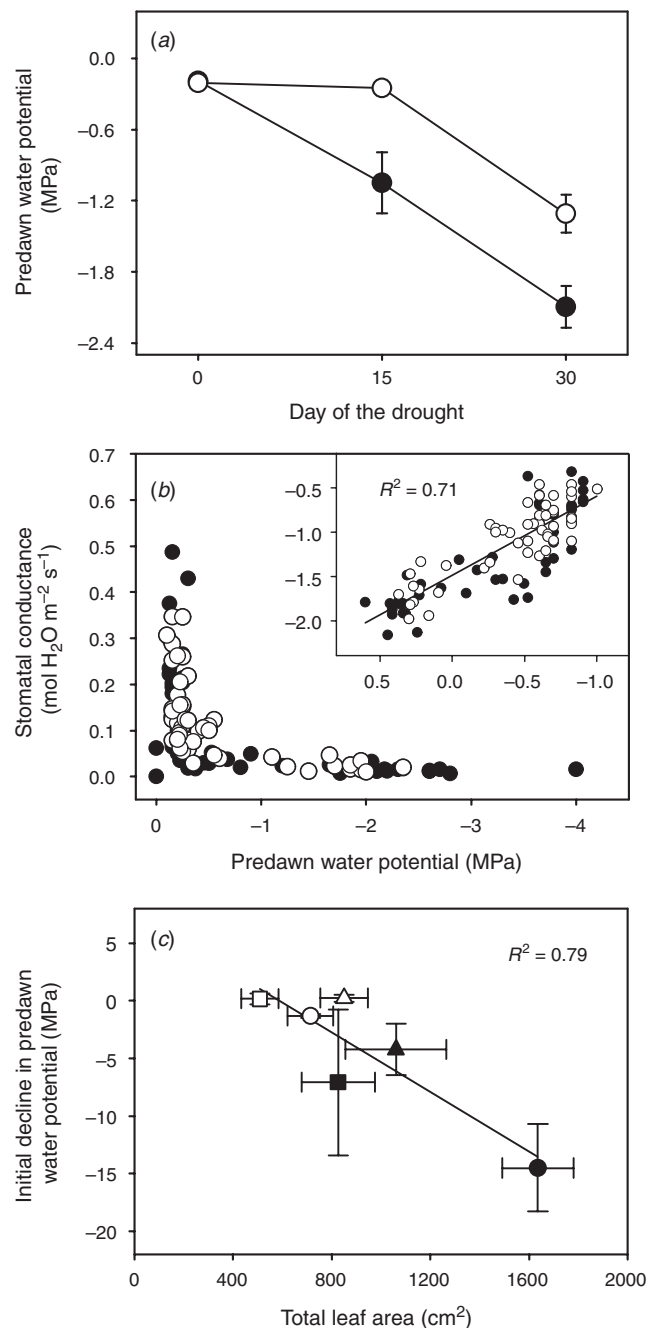 (a)
0.0
–0.6
–1.2
–1.8
–2.4
Predawn water potential
(MPa)
0
15
30
Day of the drought
(b)
0.7
0.6
0.5
0.4
0.3
0.2
0.1
0.0
Stomatal conductance
(mol H₂O m⁻² s⁻¹)
R² = 0.71
–0.5
–1.0
–1.5
–2.0
0.5
0.0
–0.5
–1.0
0
–1
–2
–3
–4
Predawn water potential (MPa)
(c)
R² = 0.79
5
0
–5
–10
–15
–20
Initial decline in predawn
water potential (MPa)
0
400
800
1200
1600
2000
Total leaf area (cm²)